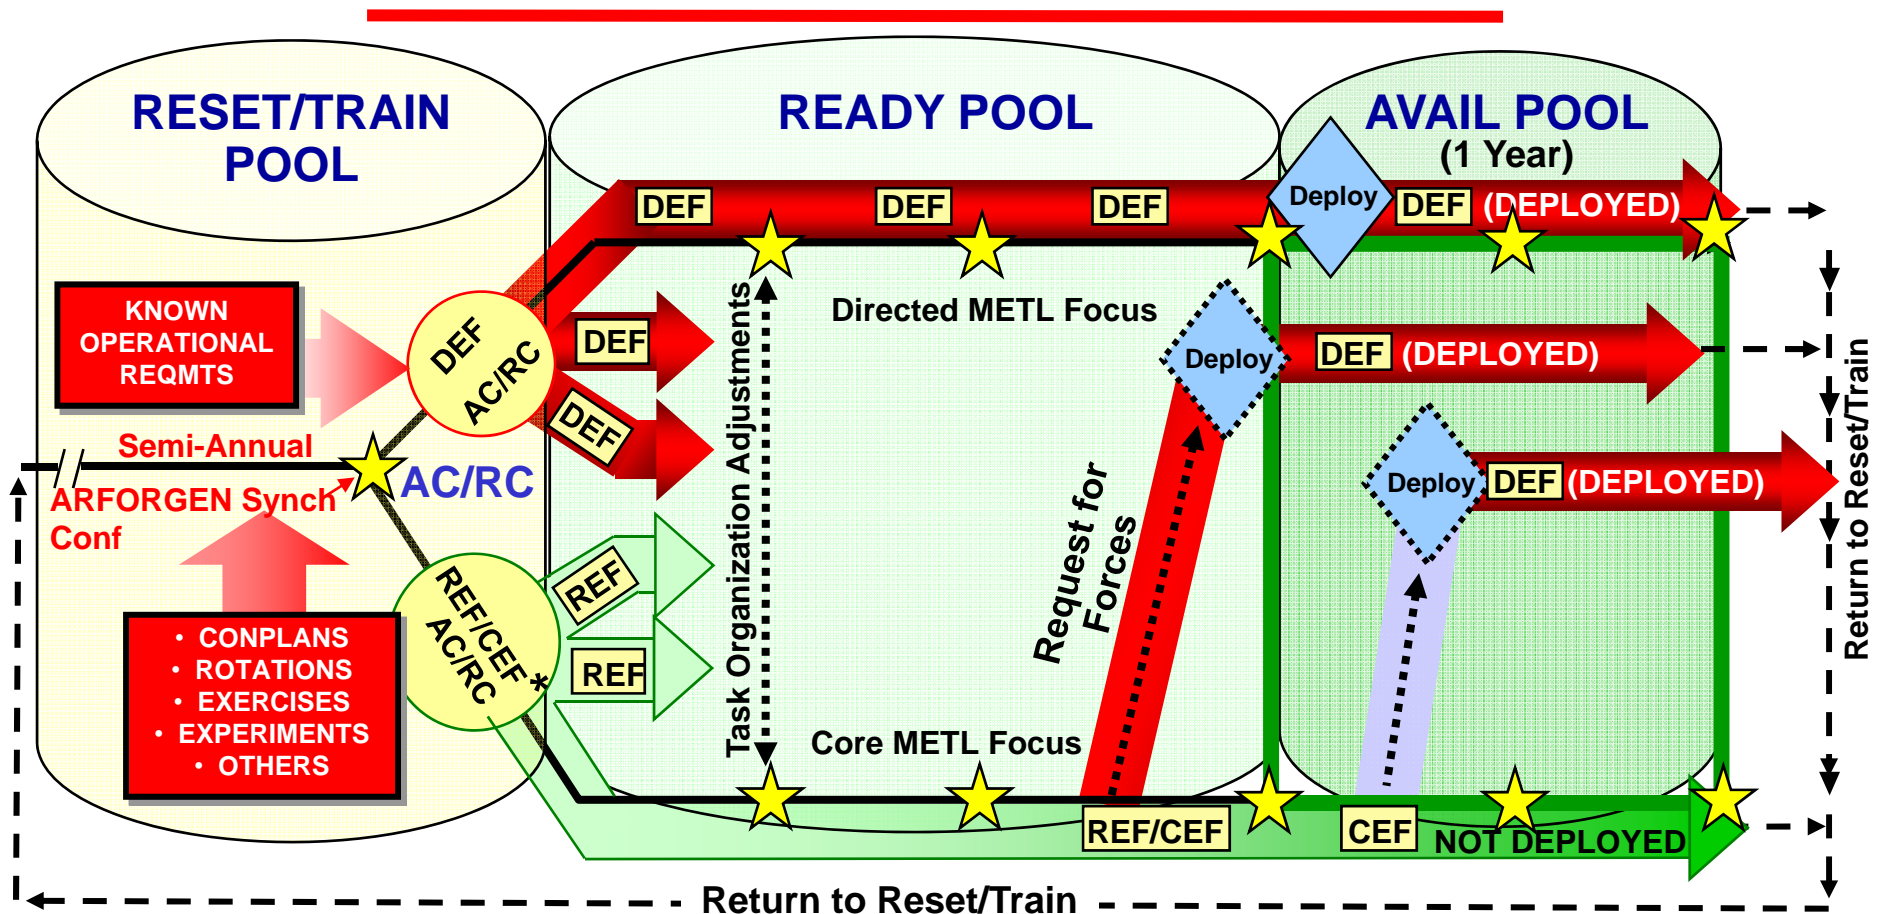 RESET/TRAIN
POOL
READY POOL
AVAIL POOL
(1 Year)
DEF
DEF
DEF
Deploy
DEF
(DEPLOYED)
KNOWN
OPERATIONAL
REQMTS
DEF
AC/RC
DEF
DEF
Directed METL Focus
Deploy
DEF
(DEPLOYED)
Semi-Annual
AC/RC
ARFORGEN Synch
Conf
Task Organization Adjustments
Request for
Forces
Deploy
DEF
(DEPLOYED)
Return to Reset/Train
REF/CEF
AC/RC
*
REF
REF
• CONPLANS
• ROTATIONS
• EXERCISES
• EXPERIMENTS
• OTHERS
Core METL Focus
REF/CEF
CEF
NOT DEPLOYED
Return to Reset/Train